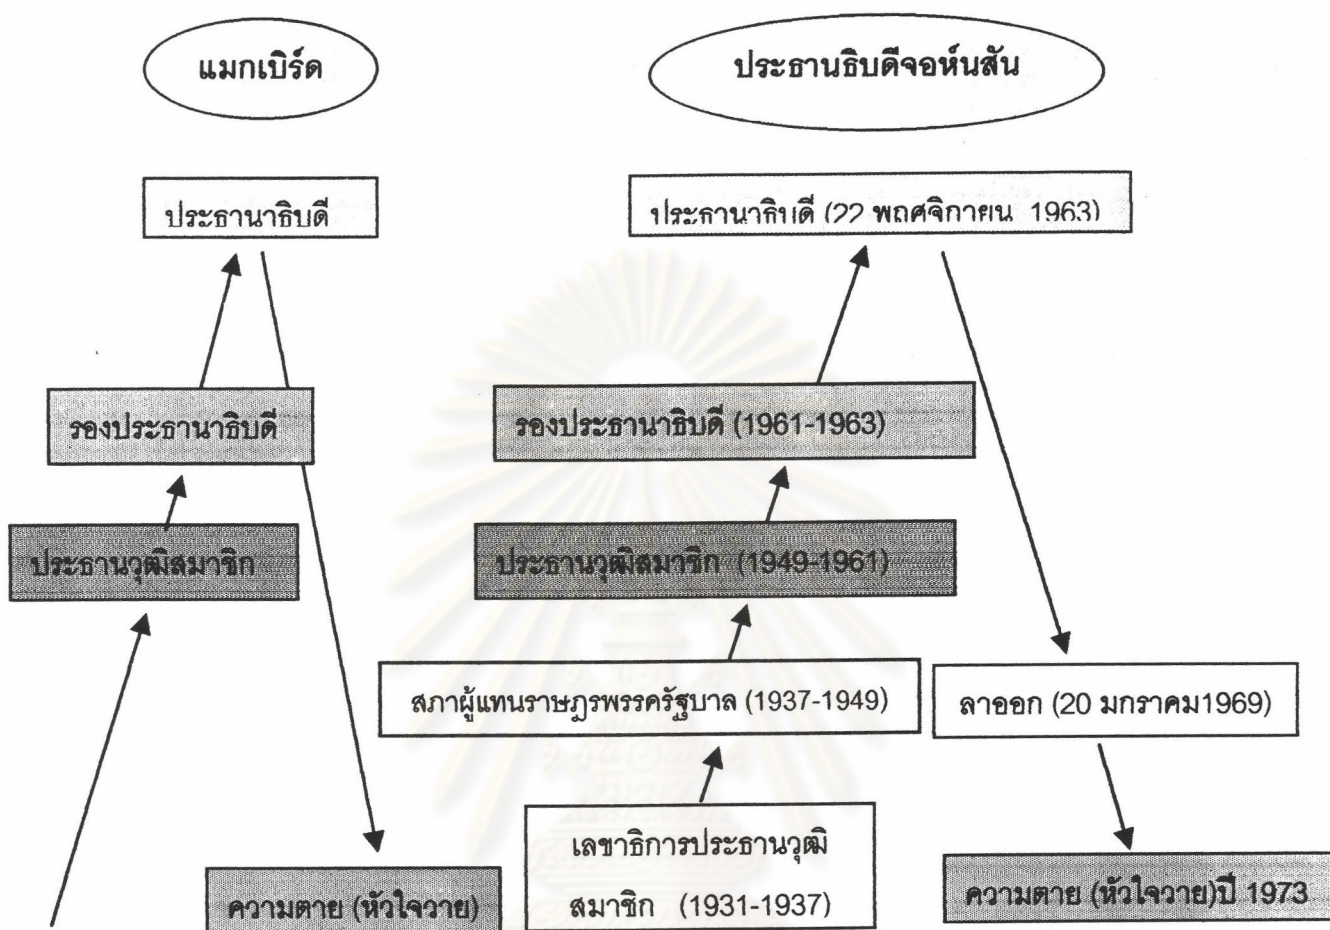 แมกเบิร์ด
ประธานธิบดีจอห์นสัน
ประธานาธิบดี
ประธานาธิบดี (22 พฤศจิกายน 1963)
รองประธานาธิบดี
รองประธานาธิบดี (1961-1963)
ประธานวุฒิสมาชิก
ประธานวุฒิสมาชิก (1949-1961)
สภาผู้แทนราษฎรพรรครัฐบาล (1937-1949)
ลาออก (20 มกราคม1969)
ความตาย (หัวใจวาย)
เลขาธิการประธานวุฒิ
สมาชิก (1931-1937)
ความตาย (หัวใจวาย)ปี 1973